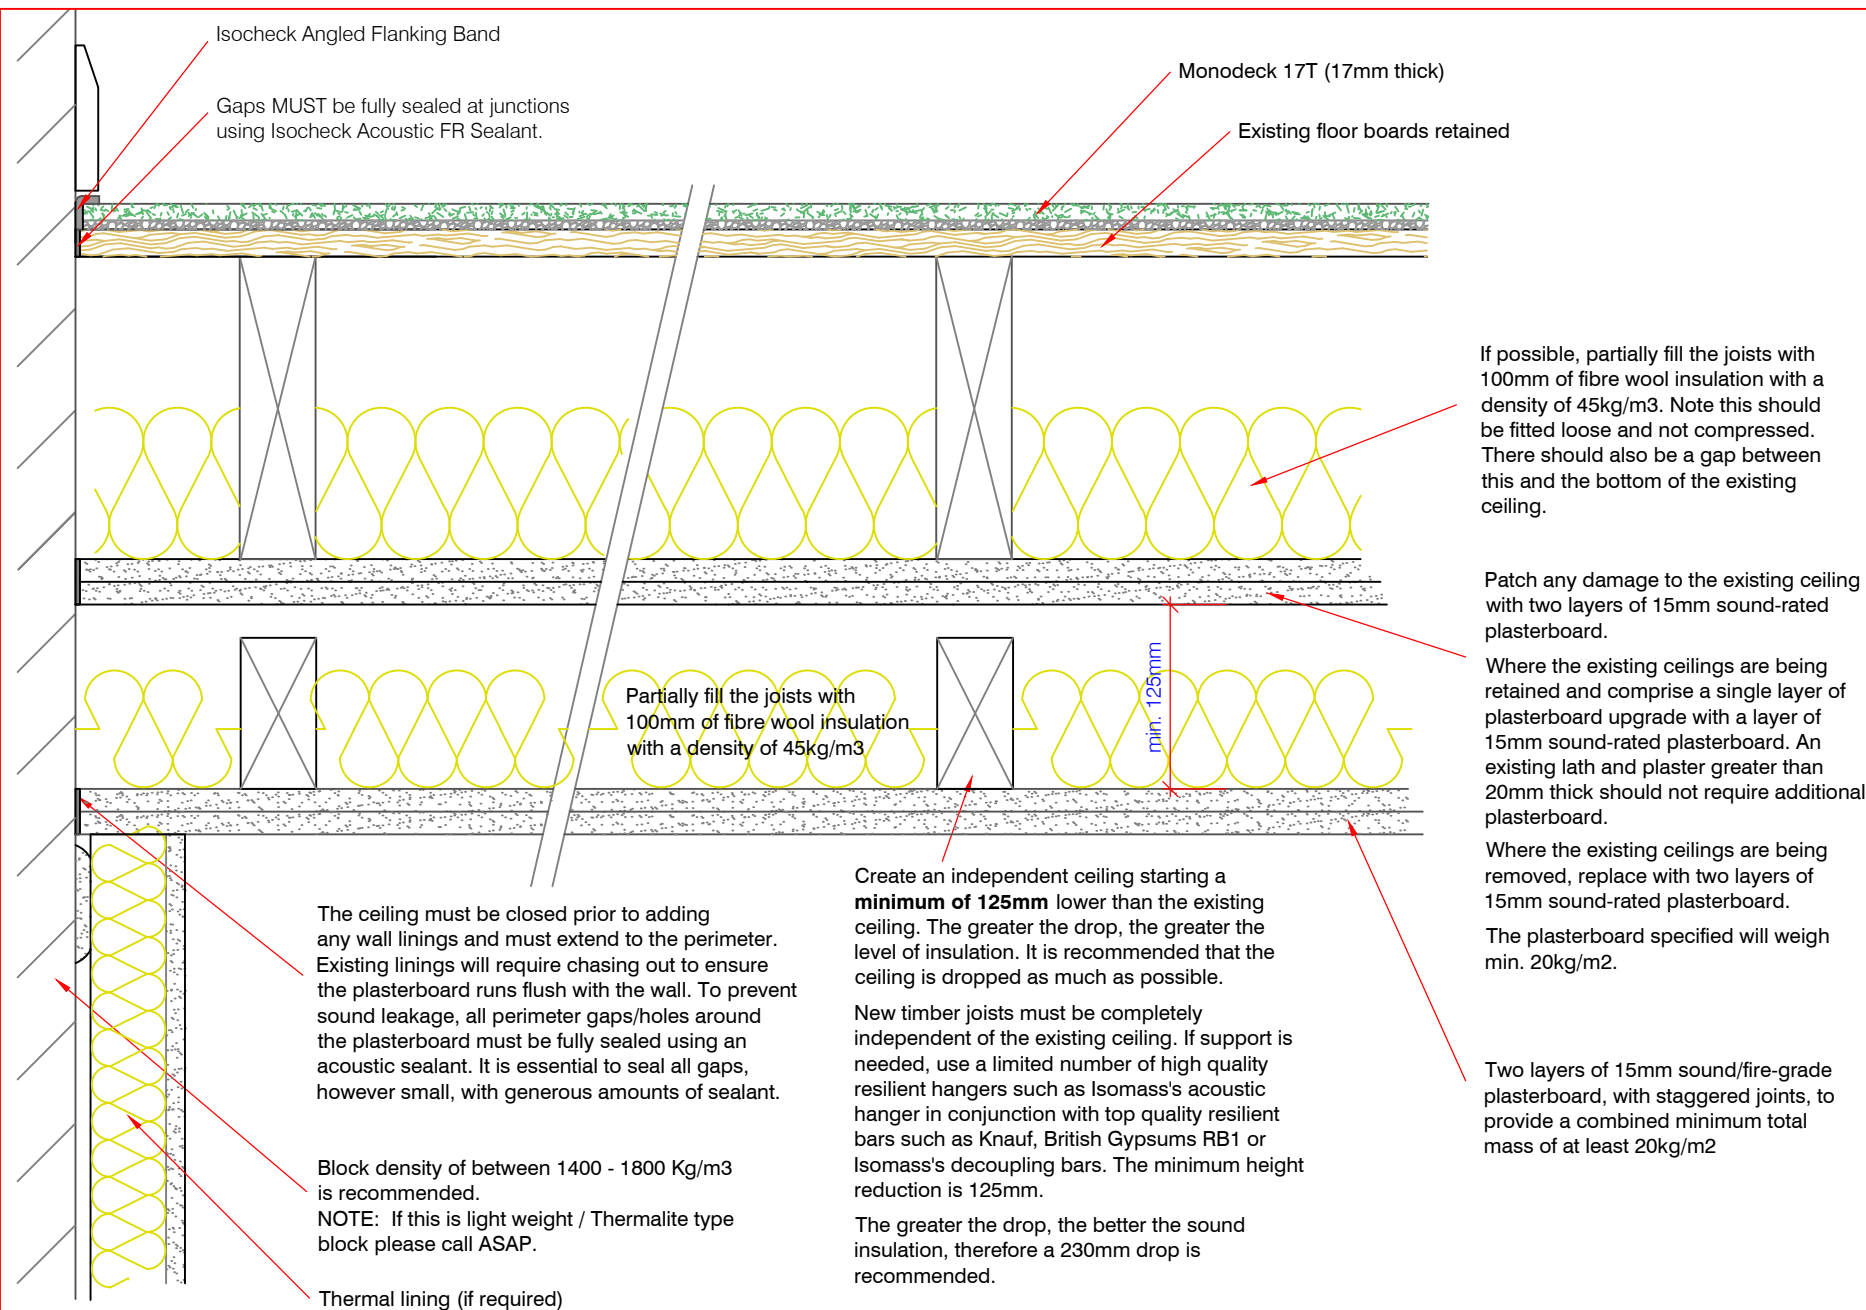 Isocheck Angled Flanking Band
Gaps MUST be fully sealed at junctions
using Isocheck Acoustic FR Sealant.
Monodeck 17T (17mm thick)
Existing floor boards retained
If possible, partially fill the joists with
100mm of fibre wool insulation with a
density of 45kg/m3. Note this should
be fitted loose and not compressed.
There should also be a gap between
this and the bottom of the existing
ceiling.
Patch any damage to the existing ceiling
with two layers of 15mm sound-rated
plasterboard.
Where the existing ceilings are being
retained and comprise a single layer of
plasterboard upgrade with a layer of
15mm sound-rated plasterboard. An
existing lath and plaster greater than
20mm thick should not require additional
plasterboard.
Where the existing ceilings are being
removed, replace with two layers of
15mm sound-rated plasterboard.
The plasterboard specified will weigh
min. 20kg/m2.
Two layers of 15mm sound/fire-grade
plasterboard, with staggered joints, to
provide a combined minimum total
mass of at least 20kg/m2
min. 125mm
Partially fill the joists with
100mm of fibre wool insulation
with a density of 45kg/m3
Create an independent ceiling starting a
minimum of 125mm lower than the existing
ceiling. The greater the drop, the greater the
level of insulation. It is recommended that the
ceiling is dropped as much as possible.
New timber joists must be completely
independent of the existing ceiling. If support is
needed, use a limited number of high quality
resilient hangers such as Isomass's acoustic
hanger in conjunction with top quality resilient
bars such as Knauf, British Gypsums RB1 or
Isomass's decoupling bars. The minimum height
reduction is 125mm.
The greater the drop, the better the sound
insulation, therefore a 230mm drop is
recommended.
The ceiling must be closed prior to adding
any wall linings and must extend to the perimeter.
Existing linings will require chasing out to ensure
the plasterboard runs flush with the wall. To prevent
sound leakage, all perimeter gaps/holes around
the plasterboard must be fully sealed using an
acoustic sealant. It is essential to seal all gaps,
however small, with generous amounts of sealant.
Block density of between 1400 - 1800 Kg/m3
is recommended.
NOTE: If this is light weight / Thermalite type
block please call ASAP.
Thermal lining (if required)